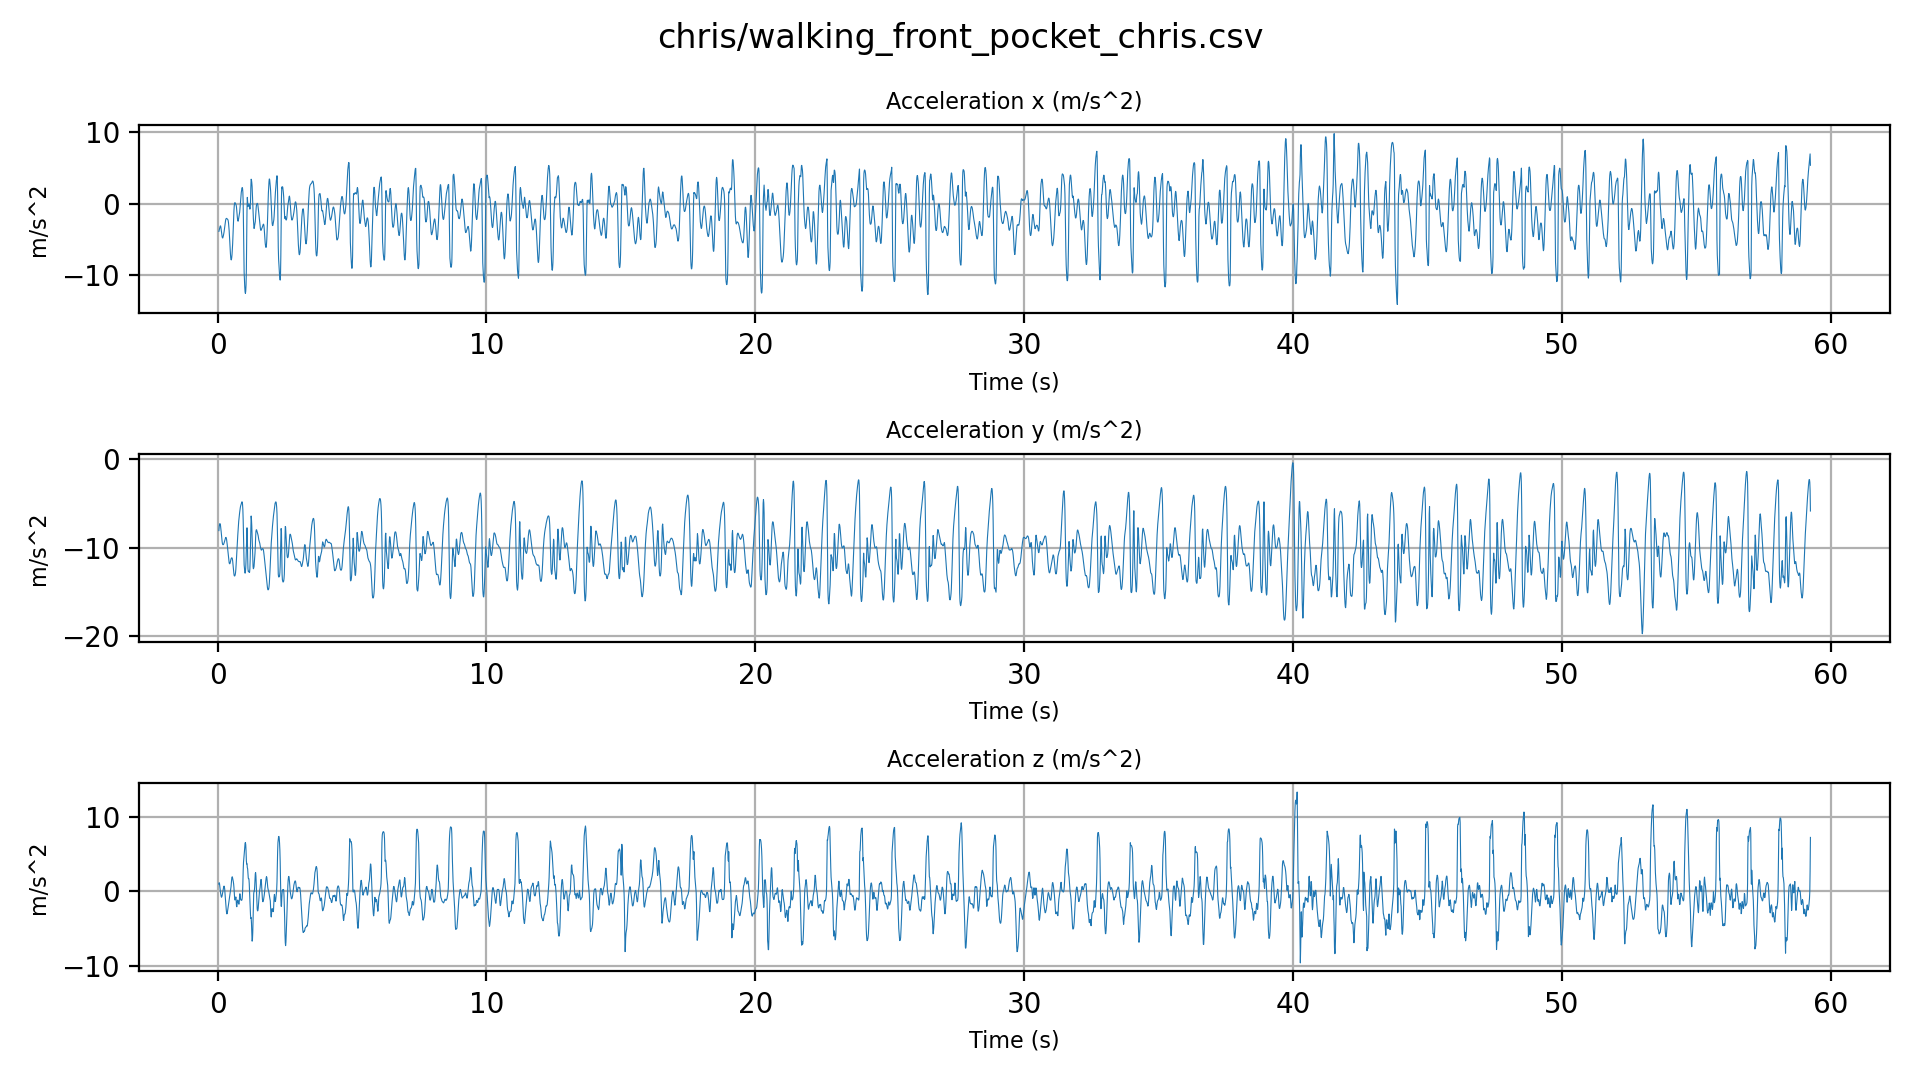 chris/walking_front_pocket_chris.csv
Acceleration x (m/s^2)
10
0
−10
m/s^2
0 10 20 30 40 50 60
Time (s)
Acceleration y (m/s^2)
0
−10
−20
m/s^2
0 10 20 30 40 50 60
Time (s)
Acceleration z (m/s^2)
10
0
−10
m/s^2
0 10 20 30 40 50 60
Time (s)